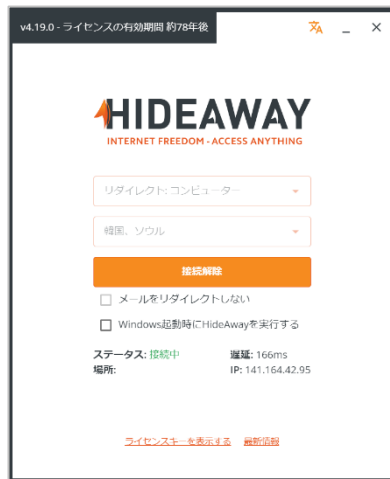 v4.19.0 - ライセンスの有効期間 約78年後
HIDEAWAY
INTERNET FREEDOM - ACCESS ANYTHING
リダイレクト: コンピューター
韓国、ソウル
接続解除
メールをリダイレクトしない
Windows起動時にHideAwayを実行する
ステータス: 接続中 遅延: 166ms
場所: IP: 141.164.42.95
ライセンスキーを表示する 最新情報